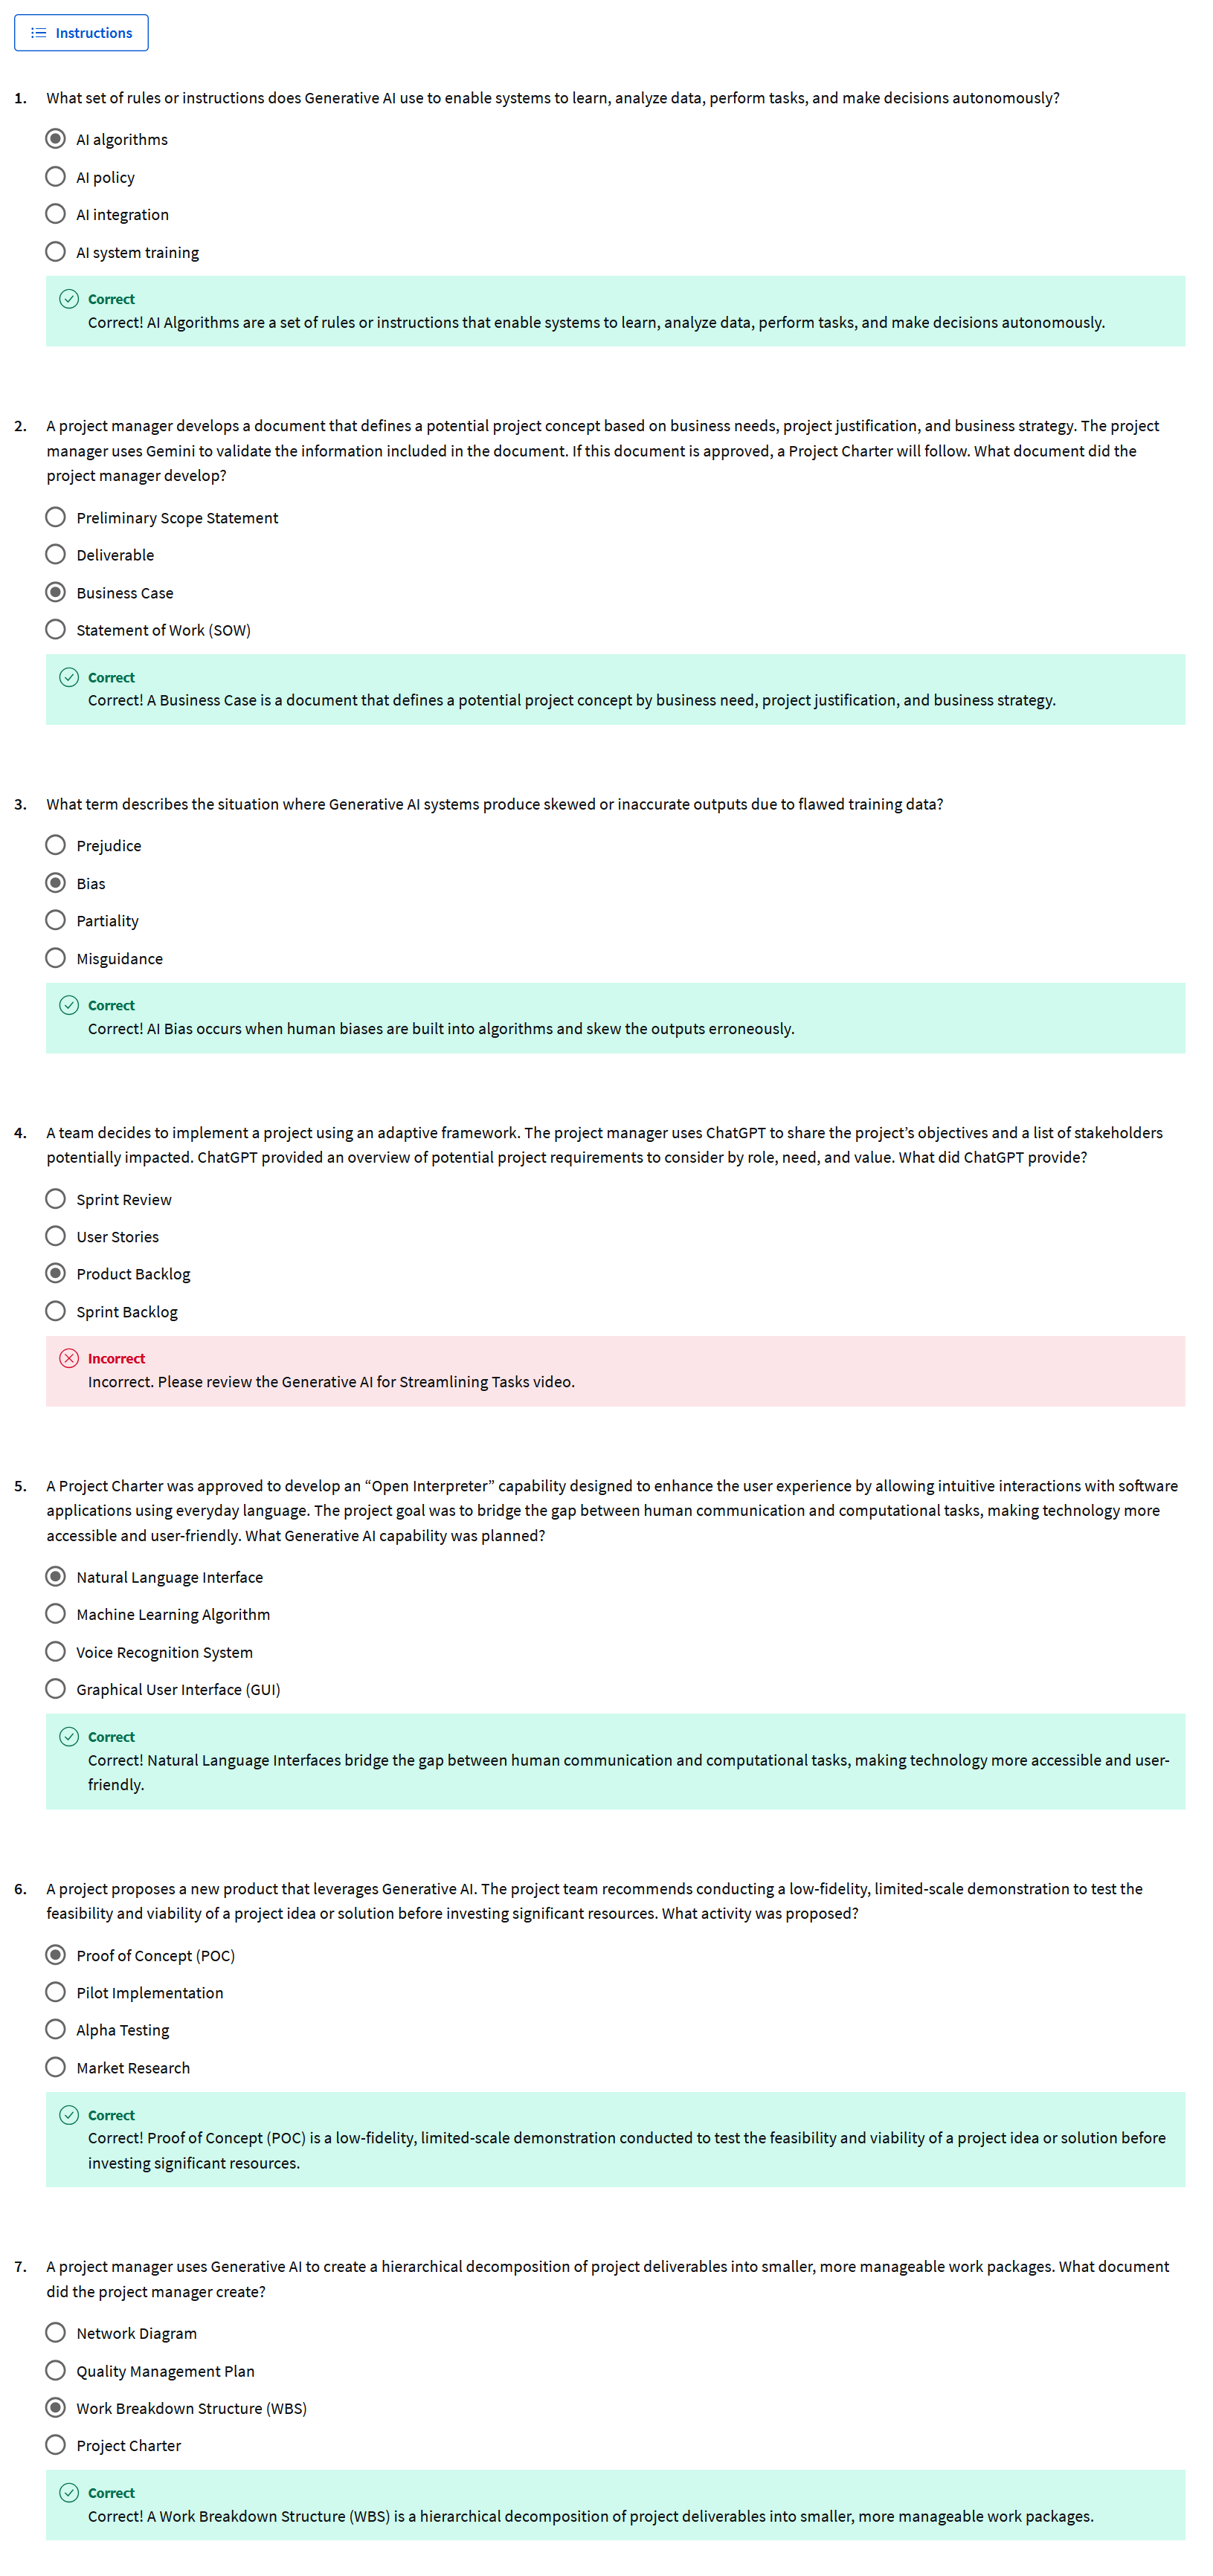 Instructions
1. What set of rules or instructions does Generative AI use to enable systems to learn, analyze data, perform tasks, and make decisions autonomously?
AI algorithms
AI policy
AI integration
AI system training
Correct
Correct! AI Algorithms are a set of rules or instructions that enable systems to learn, analyze data, perform tasks, and make decisions autonomously.
2. A project manager develops a document that defines a potential project concept based on business needs, project justification, and business strategy. The project
manager uses Gemini to validate the information included in the document. If this document is approved, a Project Charter will follow. What document did the
project manager develop?
Preliminary Scope Statement
Deliverable
Business Case
Statement of Work (SOW)
Correct
Correct! A Business Case is a document that defines a potential project concept by business need, project justification, and business strategy.
3. What term describes the situation where Generative AI systems produce skewed or inaccurate outputs due to flawed training data?
Prejudice
Bias
Partiality
Misguidance
Correct
Correct! AI Bias occurs when human biases are built into algorithms and skew the outputs erroneously.
4. A team decides to implement a project using an adaptive framework. The project manager uses ChatGPT to share the project's objectives and a list of stakeholders
potentially impacted. ChatGPT provided an overview of potential project requirements to consider by role, need, and value. What did ChatGPT provide?
Sprint Review
User Stories
Product Backlog
Sprint Backlog
Incorrect
Incorrect. Please review the Generative AI for Streamlining Tasks video.
5. A Project Charter was approved to develop an “Open Interpreter” capability designed to enhance the user experience by allowing intuitive interactions with software
applications using everyday language. The project goal was to bridge the gap between human communication and computational tasks, making technology more
accessible and user-friendly. What Generative AI capability was planned?
Natural Language Interface
Machine Learning Algorithm
Voice Recognition System
Graphical User Interface (GUI)
Correct
Correct! Natural Language Interfaces bridge the gap between human communication and computational tasks, making technology more accessible and user-
friendly.
6. A project proposes a new product that leverages Generative AI. The project team recommends conducting a low-fidelity, limited-scale demonstration to test the
feasibility and viability of a project idea or solution before investing significant resources. What activity was proposed?
Proof of Concept (POC)
Pilot Implementation
Alpha Testing
Market Research
Correct
Correct! Proof of Concept (POC) is a low-fidelity, limited-scale demonstration conducted to test the feasibility and viability of a project idea or solution before
investing significant resources.
7. A project manager uses Generative AI to create a hierarchical decomposition of project deliverables into smaller, more manageable work packages. What document
did the project manager create?
Network Diagram
Quality Management Plan
Work Breakdown Structure (WBS)
Project Charter
Correct
Correct! A Work Breakdown Structure (WBS) is a hierarchical decomposition of project deliverables into smaller, more manageable work packages.